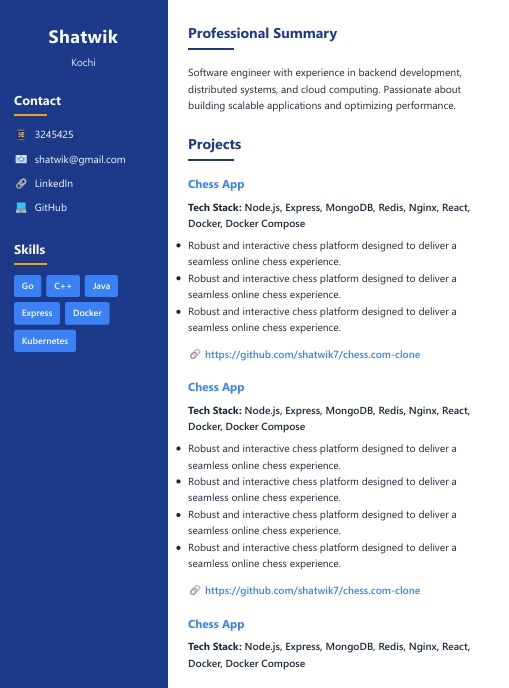 Shatwik
Kochi
Contact
3245425
shatwik@gmail.com
LinkedIn
GitHub
Skills
Go C++ Java
Express Docker
Kubernetes
Professional Summary
Software engineer with experience in backend development,
distributed systems, and cloud computing. Passionate about
building scalable applications and optimizing performance.
Projects
Chess App
Tech Stack: Node.js, Express, MongoDB, Redis, Nginx, React,
Docker, Docker Compose
• Robust and interactive chess platform designed to deliver a
seamless online chess experience.
• Robust and interactive chess platform designed to deliver a
seamless online chess experience.
• Robust and interactive chess platform designed to deliver a
seamless online chess experience.
https://github.com/shatwik7/chess.com-clone
Chess App
Tech Stack: Node.js, Express, MongoDB, Redis, Nginx, React,
Docker, Docker Compose
• Robust and interactive chess platform designed to deliver a
seamless online chess experience.
• Robust and interactive chess platform designed to deliver a
seamless online chess experience.
• Robust and interactive chess platform designed to deliver a
seamless online chess experience.
• Robust and interactive chess platform designed to deliver a
seamless online chess experience.
https://github.com/shatwik7/chess.com-clone
Chess App
Tech Stack: Node.js, Express, MongoDB, Redis, Nginx, React,
Docker, Docker Compose